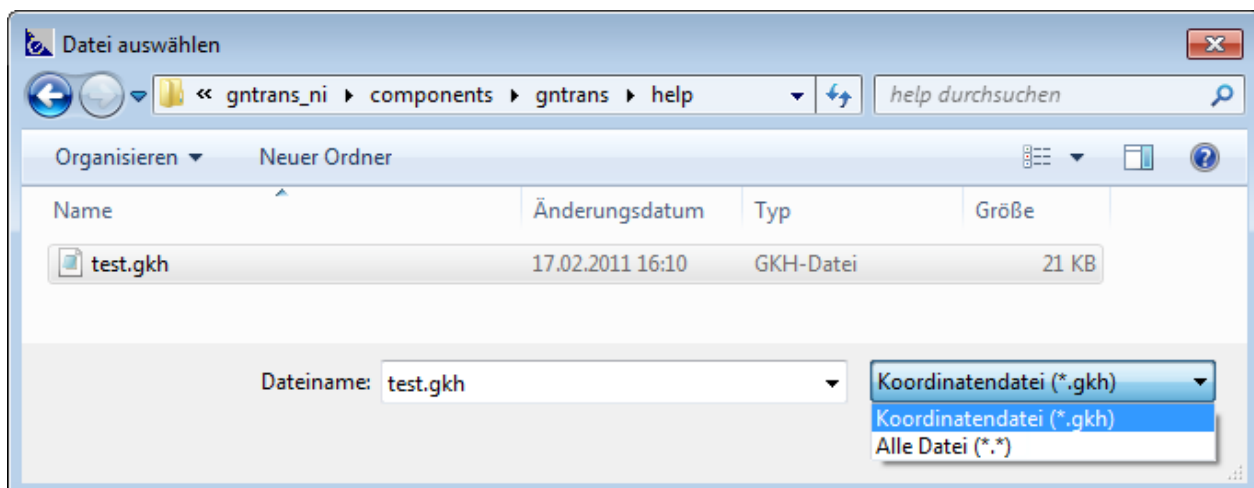 Datei auswählen
« gntrans_ni ▸ components ▸ gntrans ▸ help help durchsuchen
Organisieren Neuer Ordner
Name Änderungsdatum Typ Größe
test.gkh 17.02.2011 16:10 GKH-Datei 21 KB
Dateiname: test.gkh Koordinatendatei (*.gkh)
Koordinatendatei (*.gkh)
Alle Datei (*.*)